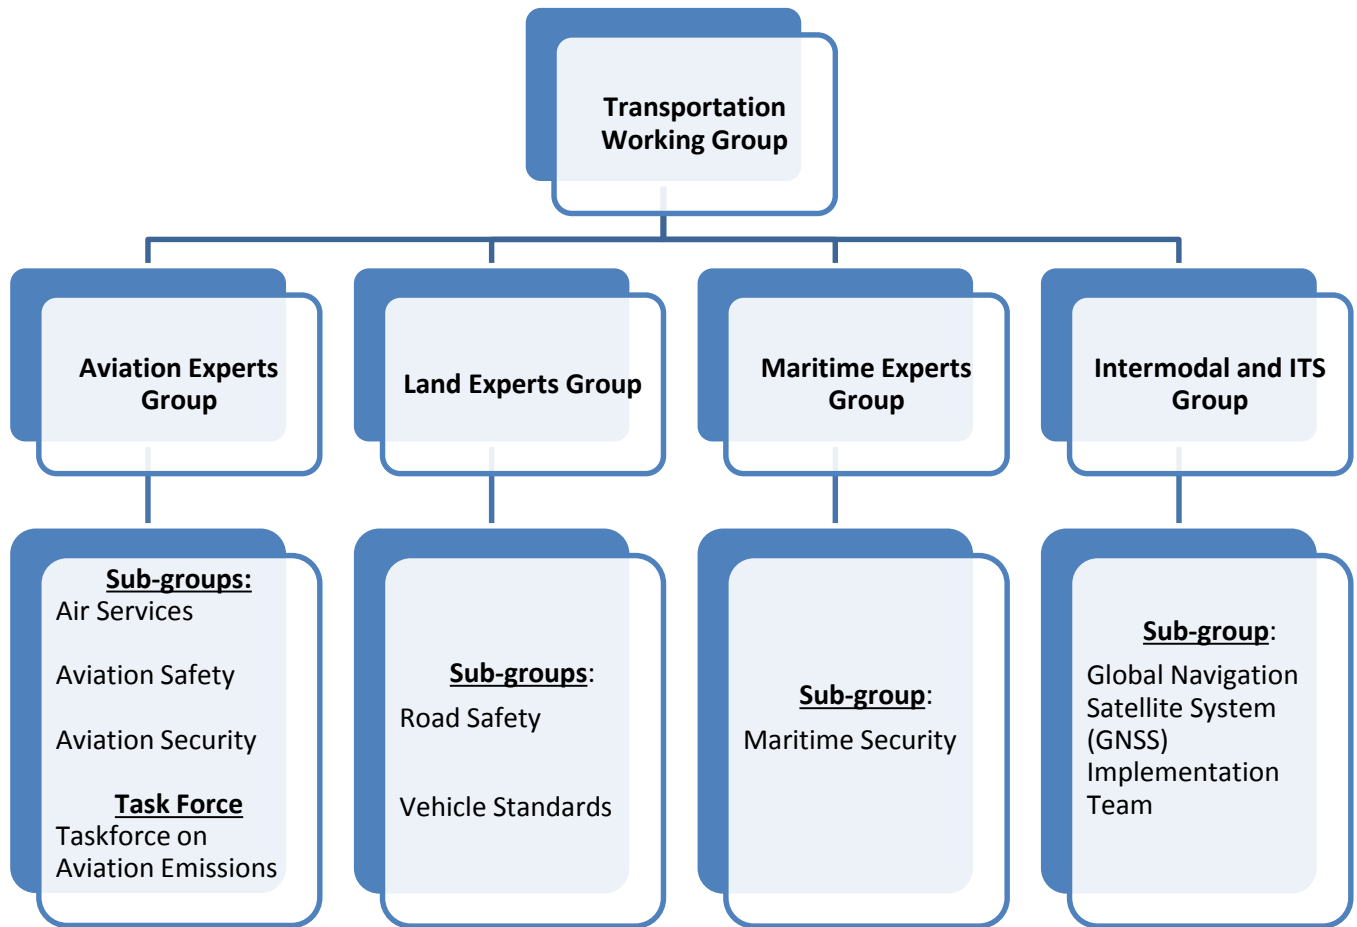 Transportation
Working Group
Aviation Experts
Group
Land Experts Group
Maritime Experts
Group
Intermodal and ITS
Group
Sub-groups:
Air Services
Aviation Safety
Aviation Security
Task Force
Taskforce on
Aviation Emissions
Sub-groups:
Road Safety
Vehicle Standards
Sub-group:
Maritime Security
Sub-group:
Global Navigation
Satellite System
(GNSS)
Implementation
Team